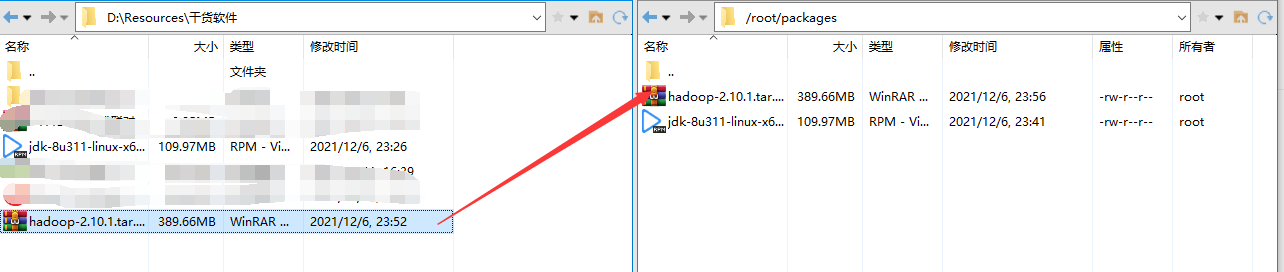 D:\Resources\干货软件
名称 大小 类型 修改时间
.. 文件夹
jdk-8u311-linux-x6... 109.97MB RPM - Vi... 2021/12/6, 23:26
hadoop-2.10.1.tar.... 389.66MB WinRAR ... 2021/12/6, 23:52
/root/packages
名称 大小 类型 修改时间 属性 所有者
..
hadoop-2.10.1.tar.... 389.66MB WinRAR ... 2021/12/6, 23:56 -rw-r--r-- root
jdk-8u311-linux-x6... 109.97MB RPM - Vi... 2021/12/6, 23:41 -rw-r--r-- root